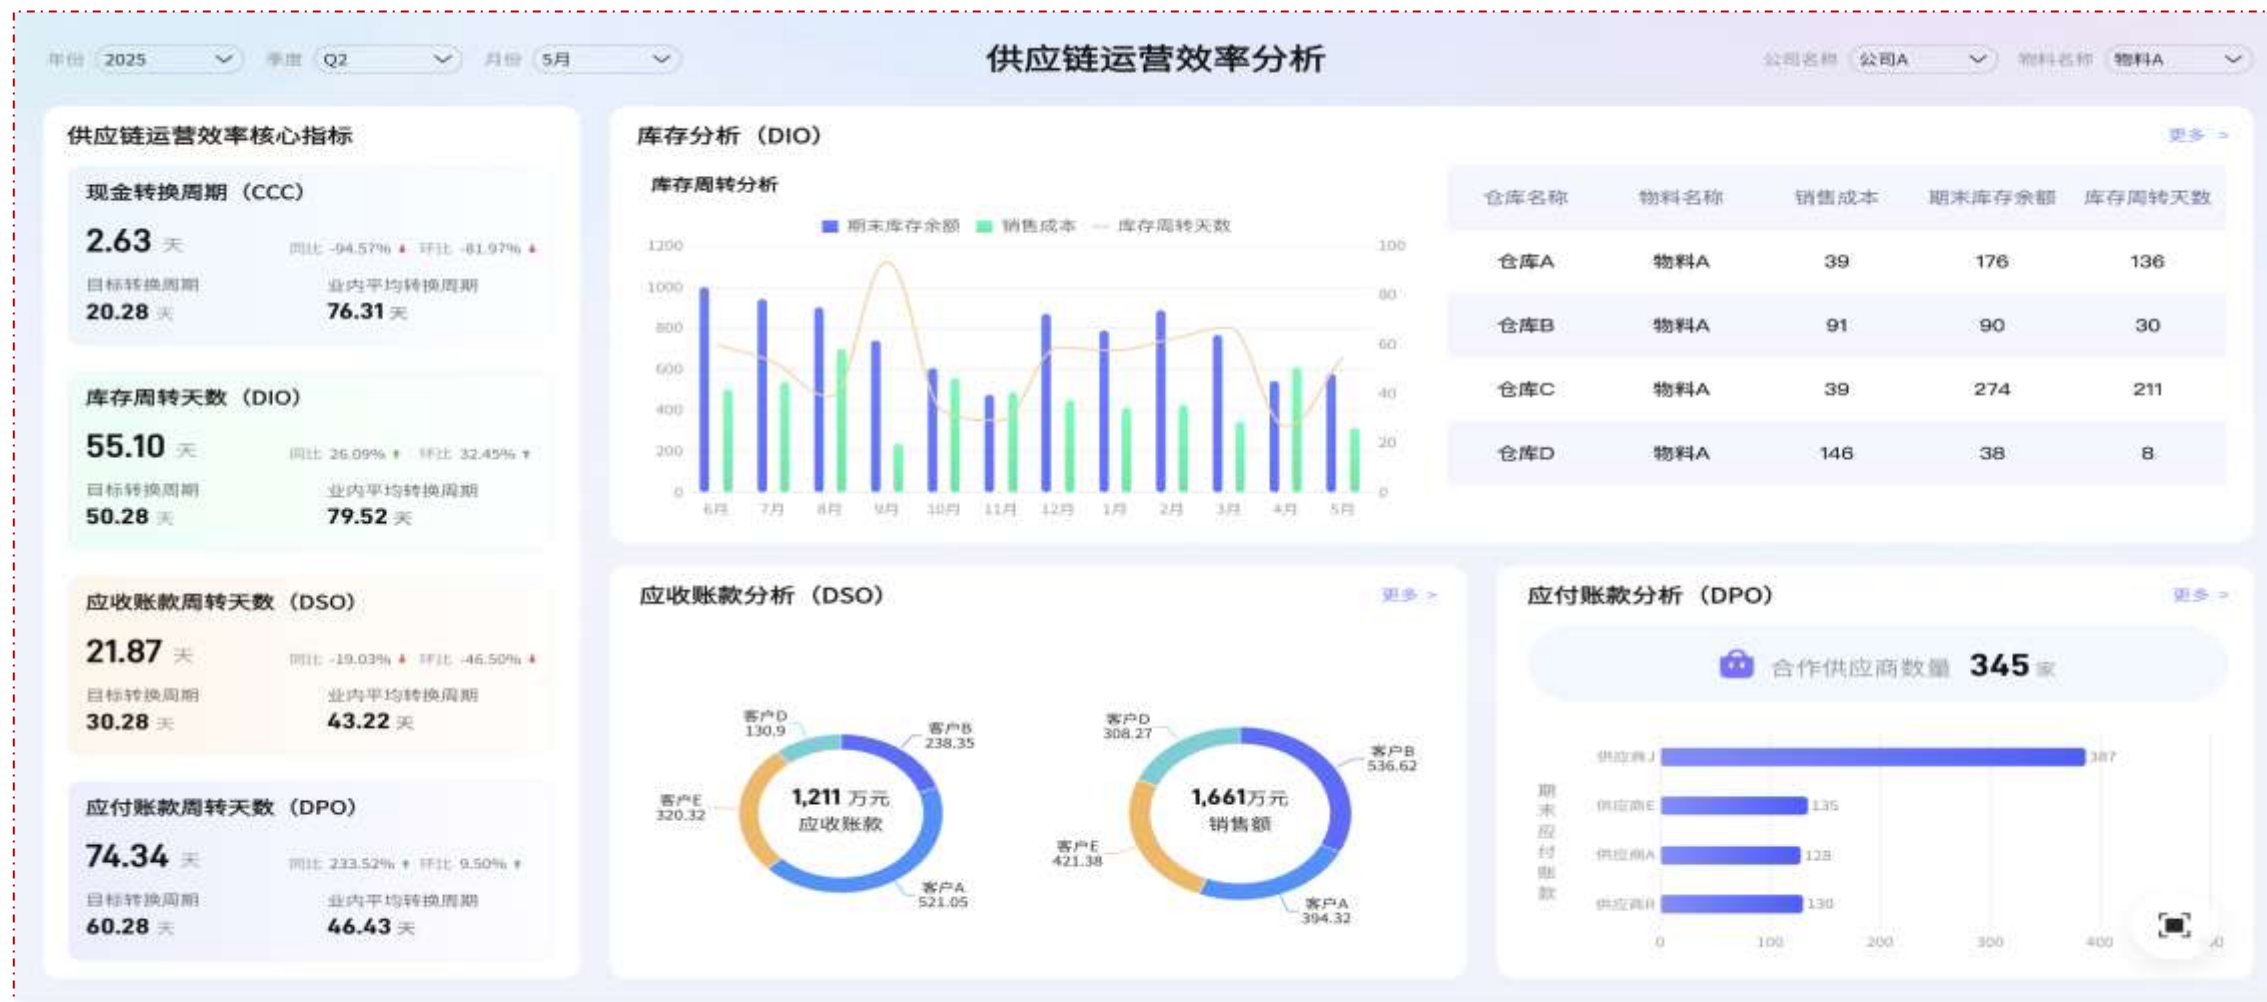 年份 2025 季度 Q2 月份 5月
供应链运营效率分析
公司名称 公司A 物料名称 物料A
供应链运营效率核心指标
现金转换周期（CCC）
2.63 天 同比 -94.57% 环比 -81.97%
目标转换周期 业内平均转换周期
20.28 天 76.31 天
库存周转天数（DIO）
55.10 天 同比 26.09% 环比 32.45%
目标转换周期 业内平均转换周期
50.28 天 79.52 天
应收账款周转天数（DSO）
21.87 天 同比 -19.03% 环比 -46.50%
目标转换周期 业内平均转换周期
30.28 天 43.22 天
应付账款周转天数（DPO）
74.34 天 同比 233.52% 环比 9.50%
目标转换周期 业内平均转换周期
60.28 天 46.43 天
库存分析（DIO）
更多 >
库存周转分析
期末库存余额 销售成本 库存周转天数
1200 100
1000 80
800 60
600 40
400 20
200 0
0
6月 7月 8月 9月 10月 11月 12月 1月 2月 3月 4月 5月
仓库名称 物料名称 销售成本 期末库存余额 库存周转天数
仓库A 物料A 39 176 136
仓库B 物料A 91 90 30
仓库C 物料A 39 274 211
仓库D 物料A 146 38 8
应收账款分析（DSO）
更多 >
客户D
130.9
客户B
238.35
客户E
320.32
1,211 万元
应收账款
客户A
521.05
客户D
308.27
客户B
536.62
1,661万元
销售额
客户E
421.38
客户A
394.32
应付账款分析（DPO）
更多 >
合作供应商数量 345 家
期末应付账款
供应商J 387
供应商E 135
供应商A 128
130
0 100 200 300 400